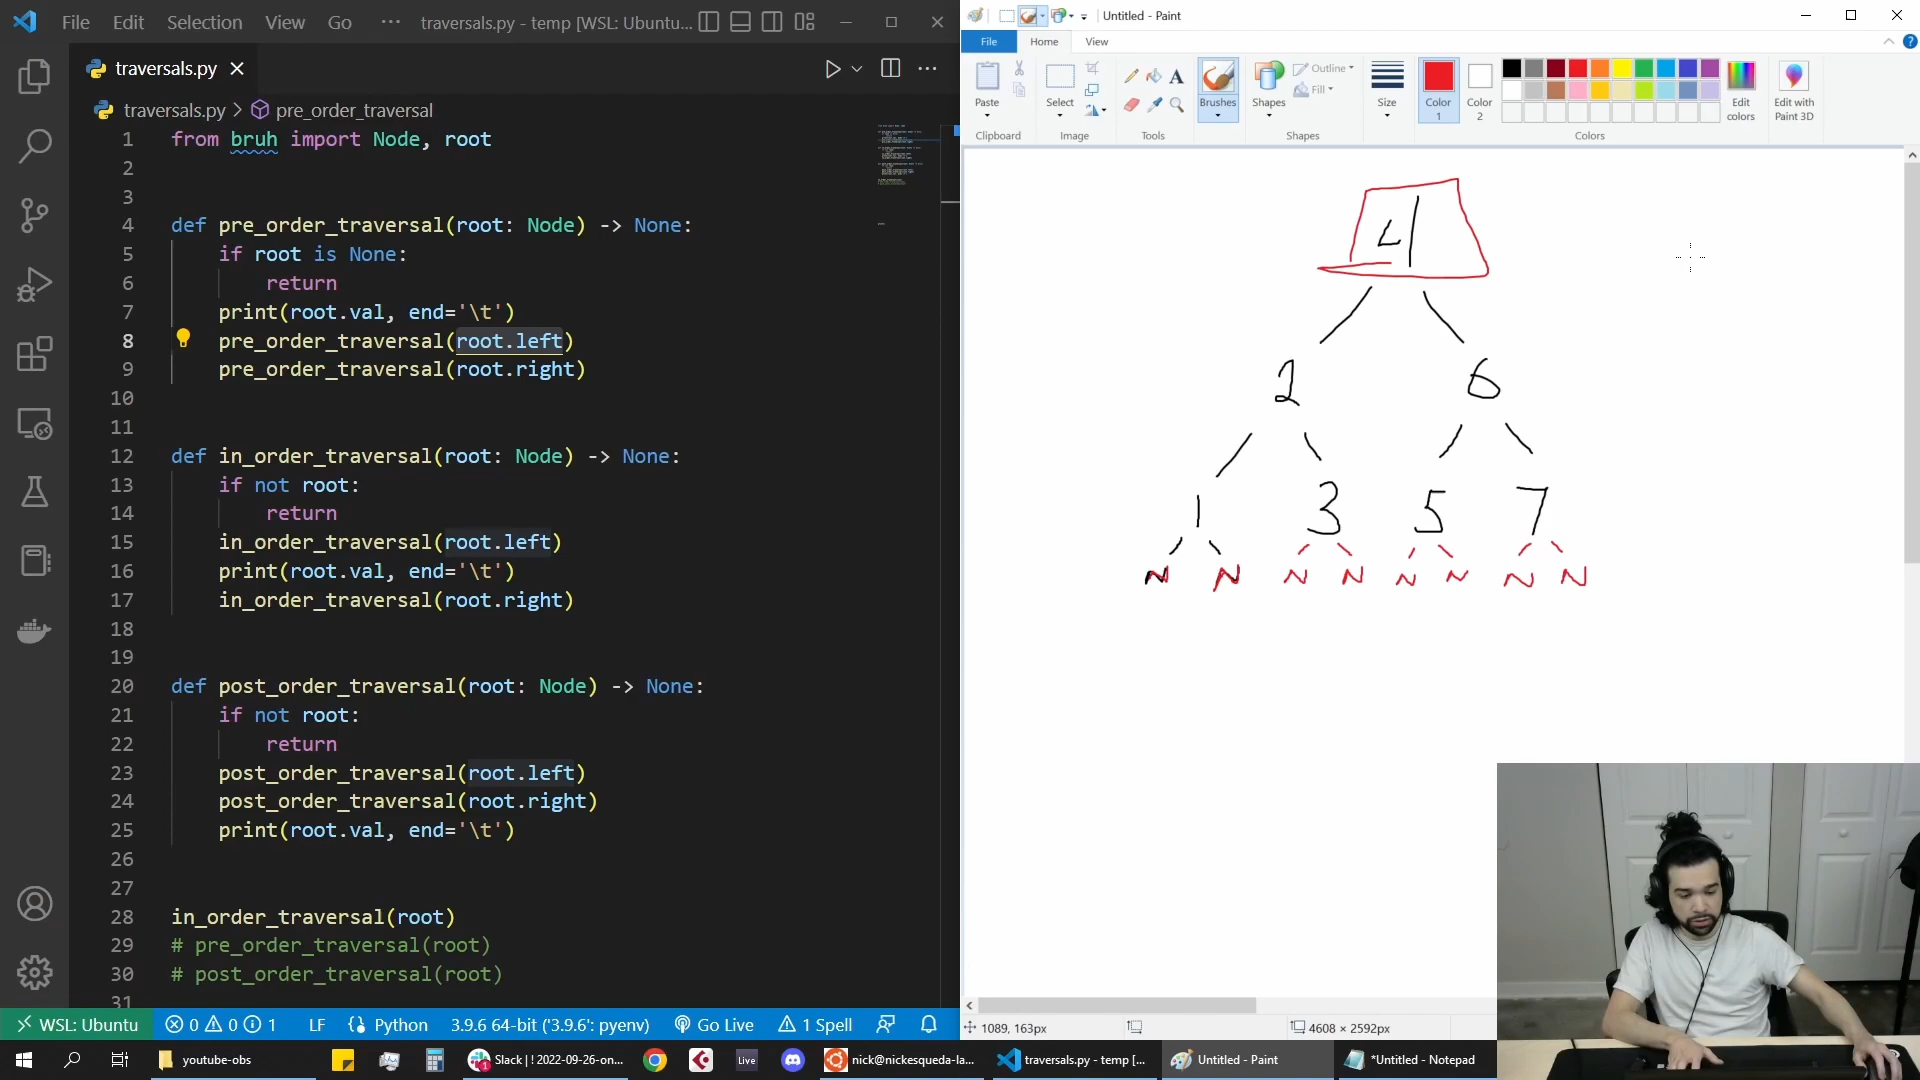 File Edit Selection View Go ··· traversals.py - temp [WSL: Ubuntu...
traversals.py
traversals.py > pre_order_traversal
1 from bruh import Node, root
2
3
4 def pre_order_traversal(root: Node) -> None:
5 if root is None:
6 return
7 print(root.val, end='\t')
8 pre_order_traversal(root.left)
9 pre_order_traversal(root.right)
10
11
12 def in_order_traversal(root: Node) -> None:
13 if not root:
14 return
15 in_order_traversal(root.left)
16 print(root.val, end='\t')
17 in_order_traversal(root.right)
18
19
20 def post_order_traversal(root: Node) -> None:
21 if not root:
22 return
23 post_order_traversal(root.left)
24 post_order_traversal(root.right)
25 print(root.val, end='\t')
26
27
28 in_order_traversal(root)
29 # pre_order_traversal(root)
30 # post_order_traversal(root)
31
WSL: Ubuntu 0 0 1 LF Python 3.9.6 64-bit ('3.9.6': pyenv) Go Live 1 Spell
Untitled - Paint
File Home View
Paste Select Brushes Shapes Outline Fill Size Color 1 Color 2 Edit colors Edit with Paint 3D
Clipboard Image Tools Shapes Colors
4
2 6
1 3 5 7
N N N N N N N N
1089, 163px 4608 × 2592px
youtube-obs Slack | ! 2022-09-26-on... Live nick@nickesqueda-la... traversals.py - temp [... Untitled - Paint *Untitled - Notepad